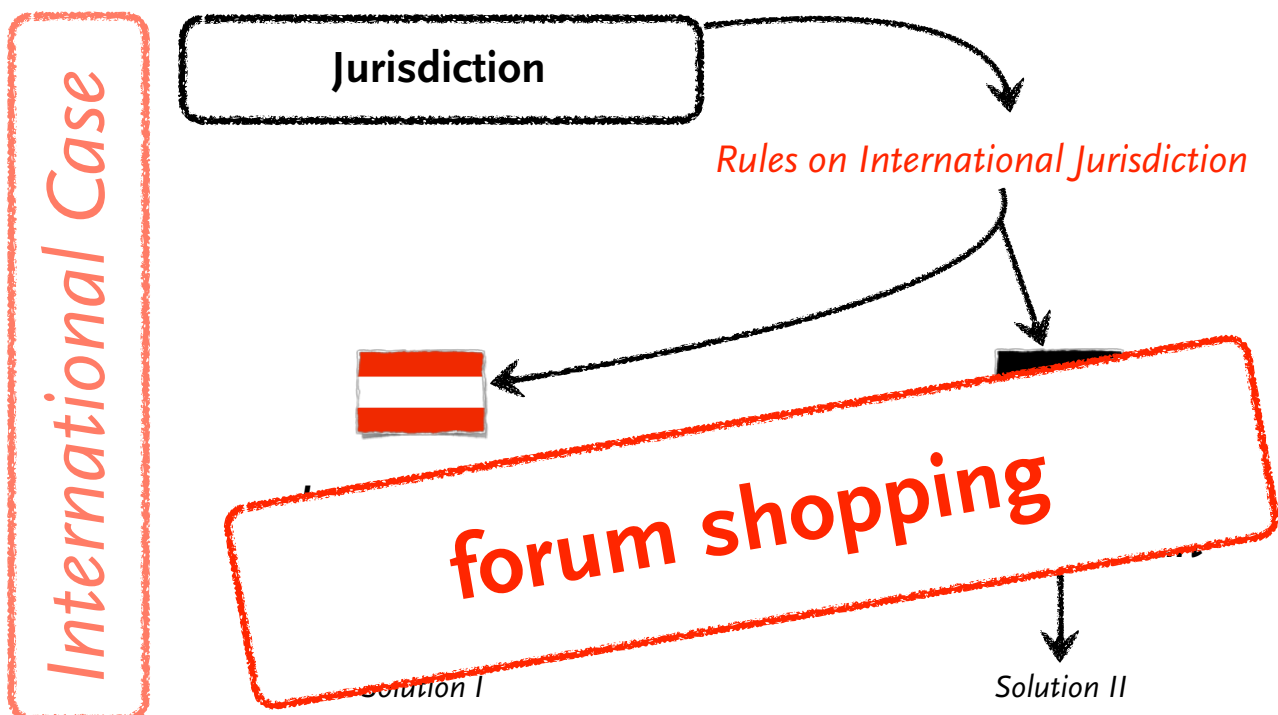 International Case
Jurisdiction
Rules on International Jurisdiction
forum shopping
Solution I
Solution II